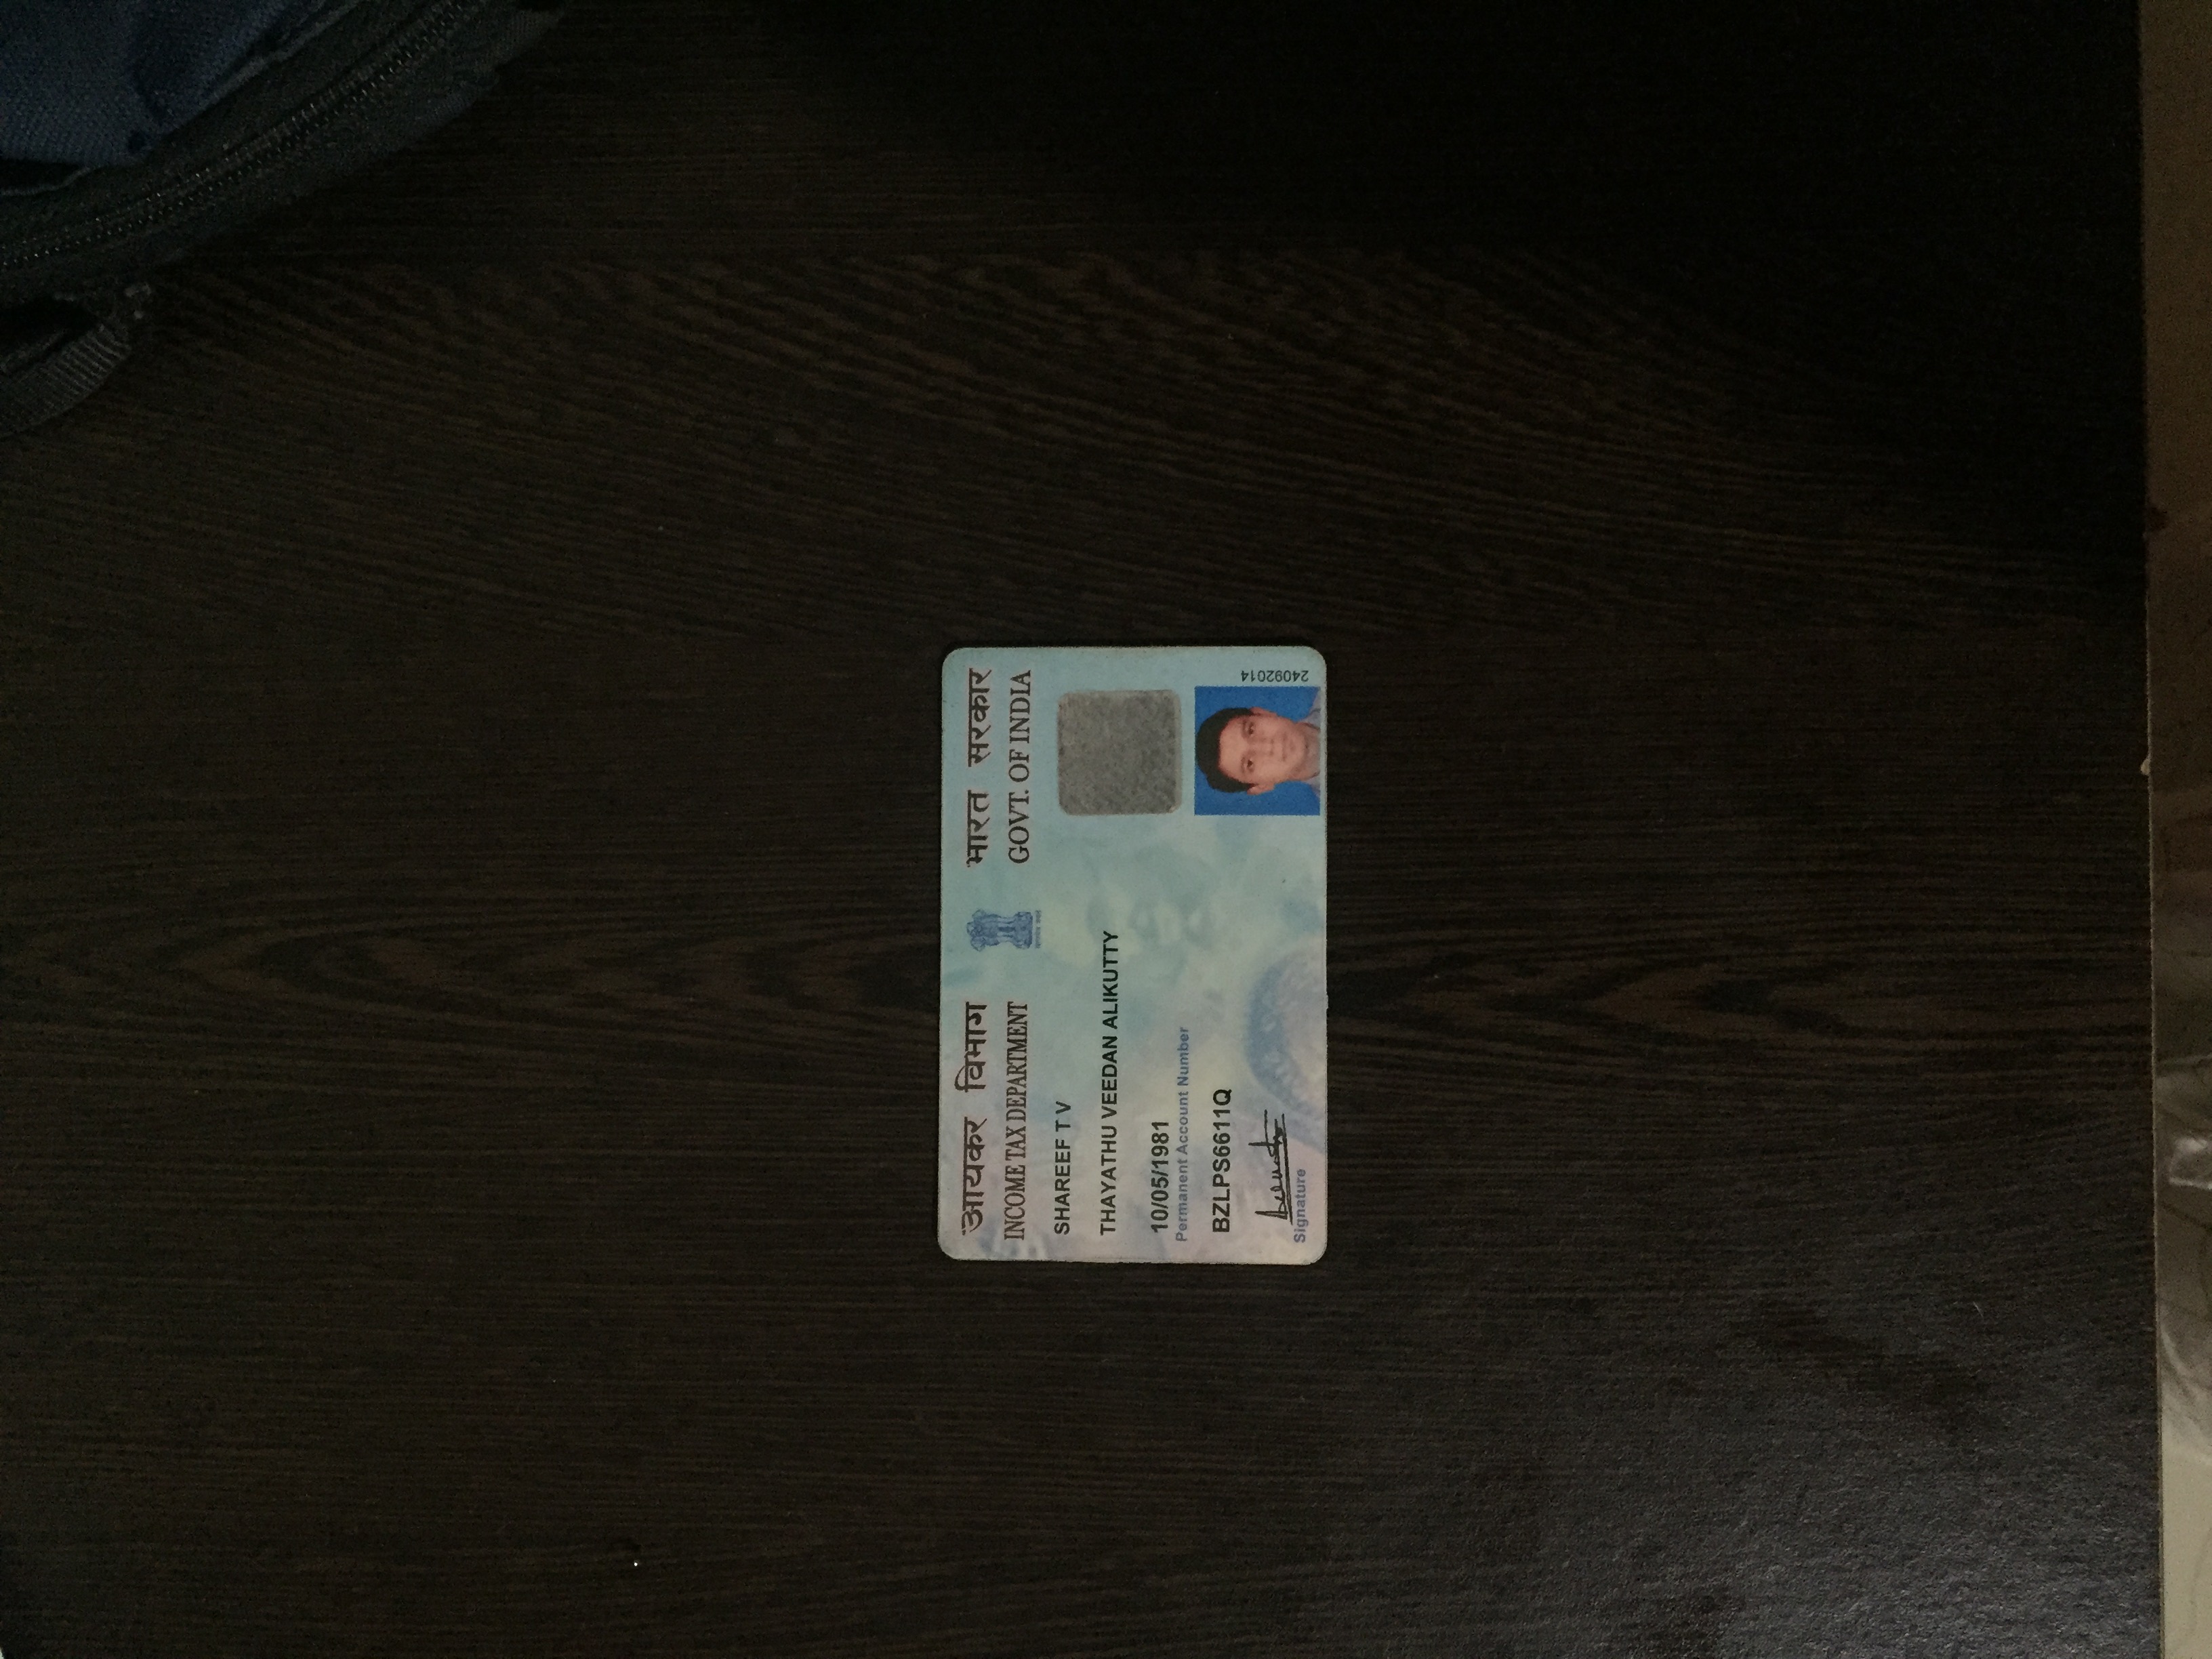 आयकर विभाग
INCOME TAX DEPARTMENT
भारत सरकार
GOVT. OF INDIA
SHAREEF T V
THAYATHU VEEDAN ALIKUTTY
10/05/1981
Permanent Account Number
BZLPS6611Q
Signature
24092014